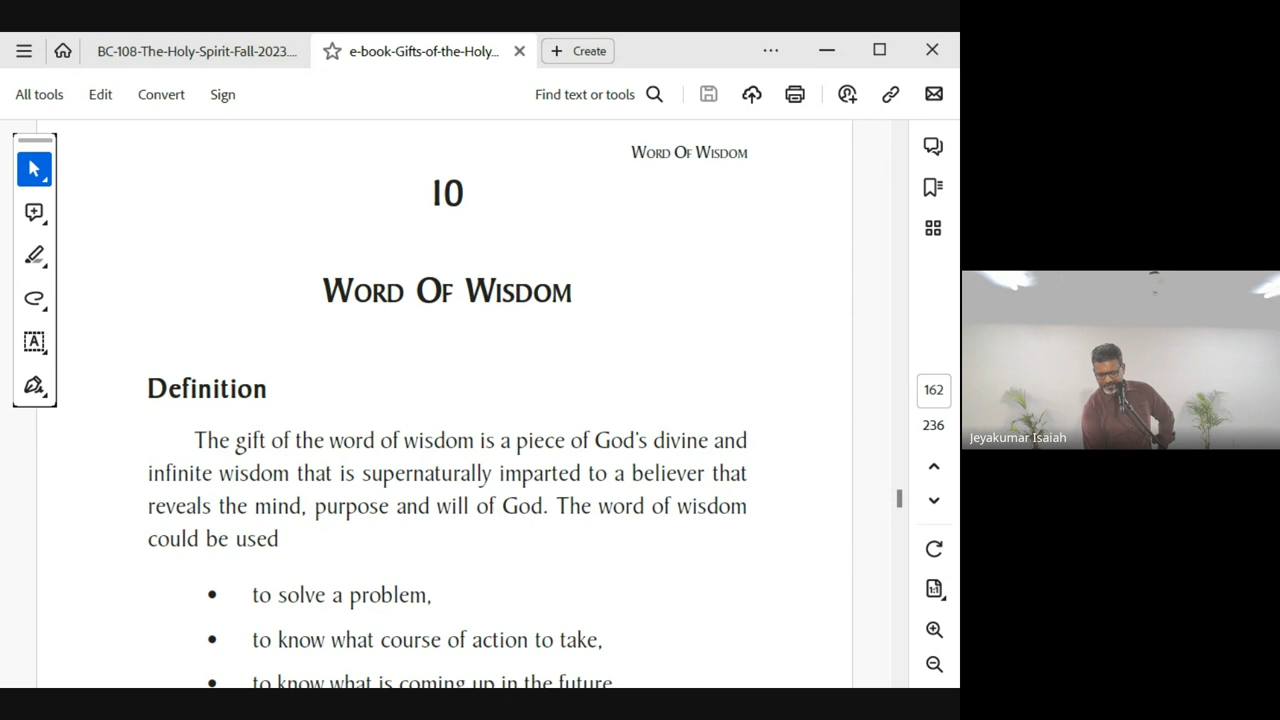 BC-108-The-Holy-Spirit-Fall-2023....
e-book-Gifts-of-the-Holy...
Create
All tools
Edit
Convert
Sign
Find text or tools
WORD OF WISDOM
10
WORD OF WISDOM
Definition
The gift of the word of wisdom is a piece of God's divine and
infinite wisdom that is supernaturally imparted to a believer that
reveals the mind, purpose and will of God. The word of wisdom
could be used
• to solve a problem,
• to know what course of action to take,
• to know what is coming up in the future
162
236
1:1
Jeyakumar Isaiah